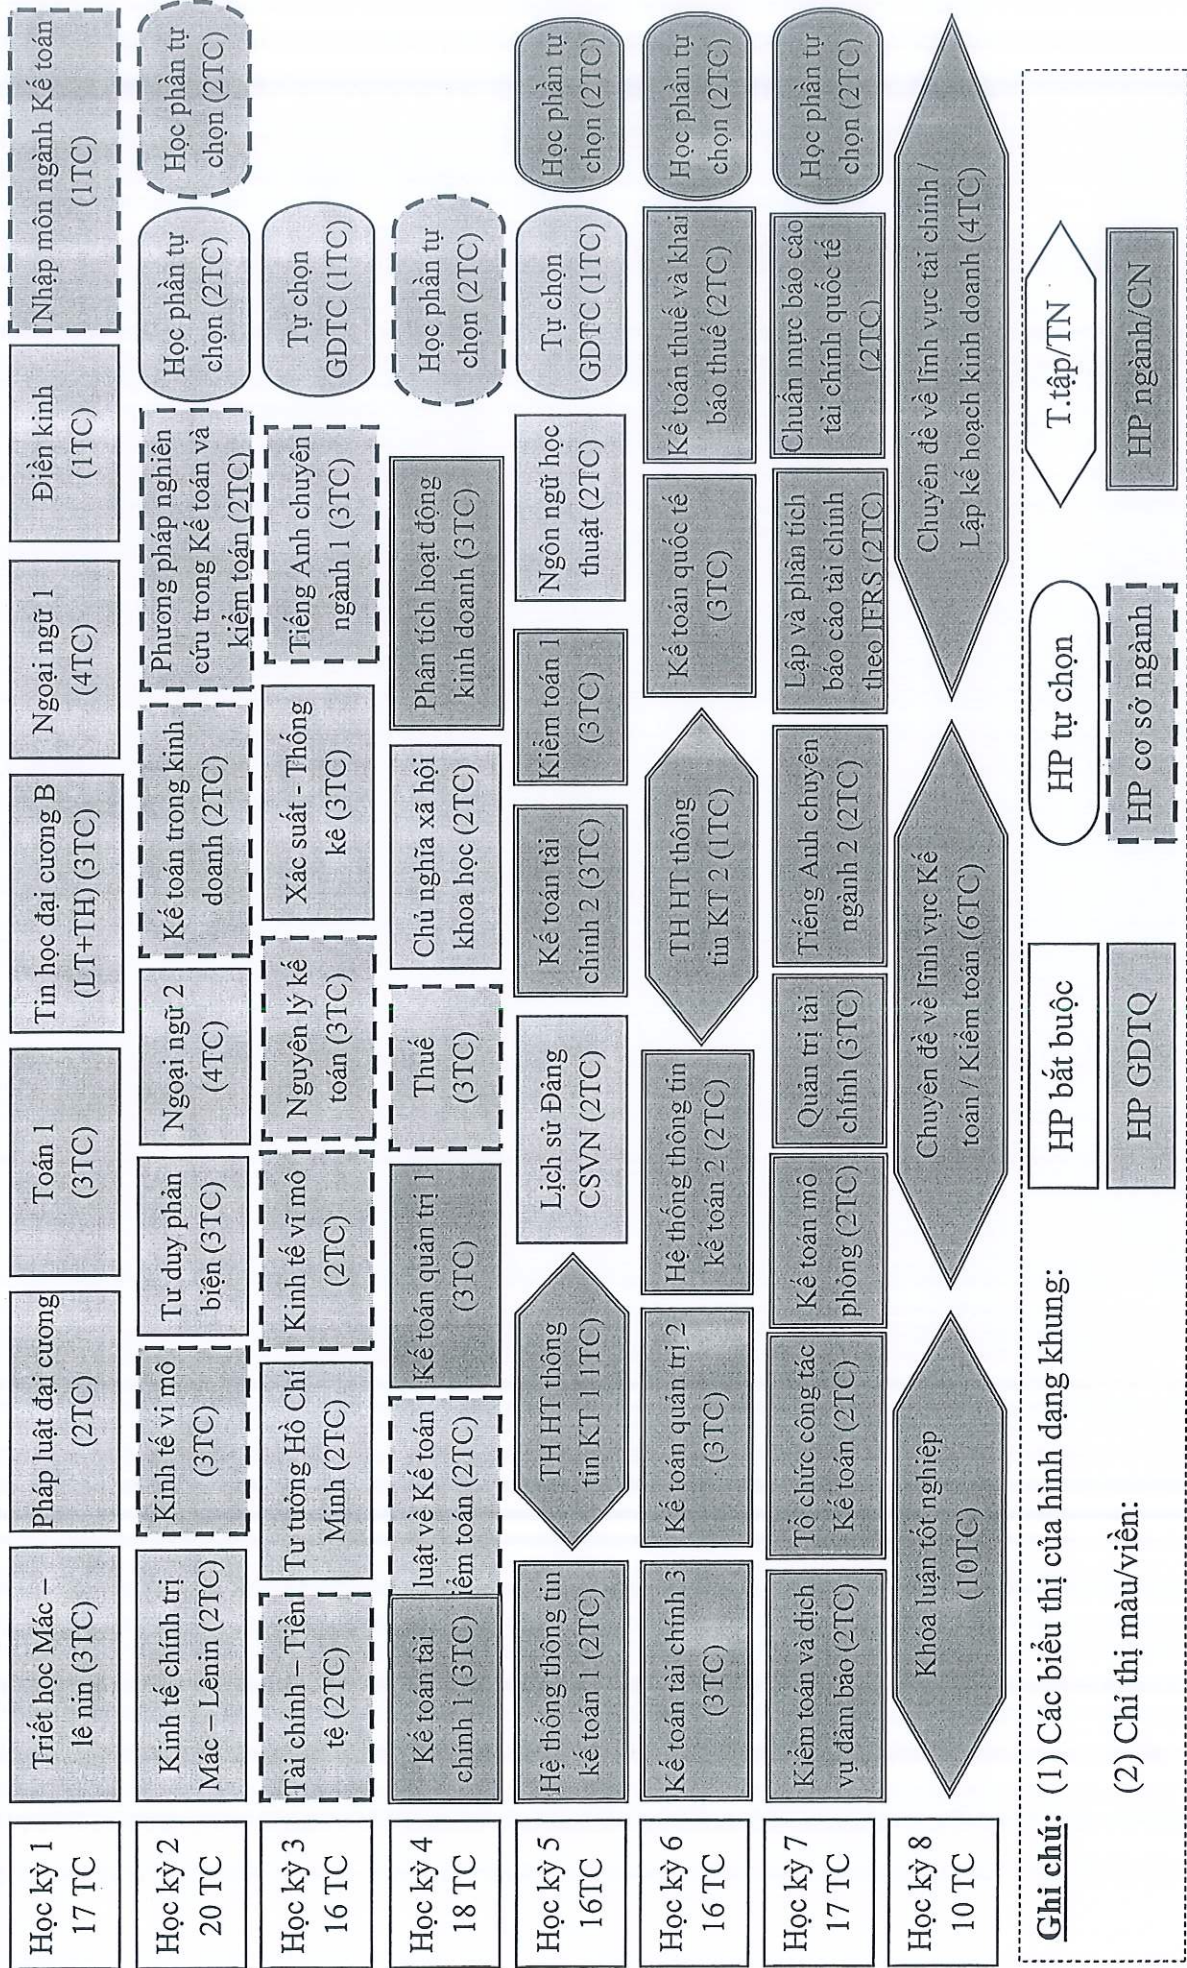 Học kỳ 1
17 TC
Triết học Mác –
lê nin (3TC)
Pháp luật đại cương
(2TC)
Toán 1
(3TC)
Tin học đại cương B
(LT+TH) (3TC)
Ngoại ngữ 1
(4TC)
Điền kinh
(1TC)
Nhập môn ngành Kế toán
(1TC)
Học kỳ 2
20 TC
Kinh tế chính trị
Mác – Lênin (2TC)
Kinh tế vi mô
(3TC)
Tư duy phản
biện (3TC)
Ngoại ngữ 2
(4TC)
Kế toán trong kinh
doanh (2TC)
Phương pháp nghiên
cứu trong Kế toán và
kiểm toán (2TC)
Học phần tự
chọn (2TC)
Học phần tự
chọn (2TC)
Học kỳ 3
16 TC
Tài chính – Tiền
tệ (2TC)
Tư tưởng Hồ Chí
Minh (2TC)
Kinh tế vĩ mô
(2TC)
Nguyên lý kế
toán (3TC)
Xác suất - Thống
kê (3TC)
Tiếng Anh chuyên
ngành 1 (3TC)
Tự chọn
GDTC (1TC)
Học kỳ 4
18 TC
Kế toán tài
chính 1 (3TC)
luật về Kế toán
iểm toán (2TC)
Kế toán quản trị 1
(3TC)
Thuế
(3TC)
Chủ nghĩa xã hội
khoa học (2TC)
Phân tích hoạt động
kinh doanh (3TC)
Học phần tự
chọn (2TC)
Học kỳ 5
16TC
Hệ thống thông tin
kế toán 1 (2TC)
TH HT thông
tin KT 1 1TC)
Lịch sử Đảng
CSVN (2TC)
Kế toán tài
chính 2 (3TC)
Kiểm toán 1
(3TC)
Ngôn ngữ học
thuật (2TC)
Tự chọn
GDTC (1TC)
Học phần tự
chọn (2TC)
Học kỳ 6
16 TC
Kế toán tài chính 3
(3TC)
Kế toán quản trị 2
(3TC)
Hệ thống thông tin
kế toán 2 (2TC)
TH HT thông
tin KT 2 (1TC)
Kế toán quốc tế
(3TC)
Kế toán thuế và khai
báo thuế (2TC)
Học phần tự
chọn (2TC)
Học kỳ 7
17 TC
Kiểm toán và dịch
vụ đảm bảo (2TC)
Tổ chức công tác
Kế toán (2TC)
Kế toán mô
phỏng (2TC)
Quản trị tài
chính (3TC)
Tiếng Anh chuyên
ngành 2 (2TC)
Lập và phân tích
báo cáo tài chính
theo IFRS (2TC)
Chuẩn mực báo cáo
tài chính quốc tế
(2TC)
Học phần tự
chọn (2TC)
Học kỳ 8
10 TC
Khóa luận tốt nghiệp
(10TC)
Chuyên đề về lĩnh vực Kế
toán / Kiểm toán (6TC)
Chuyên đề về lĩnh vực tài chính /
Lập kế hoạch kinh doanh (4TC)
Ghi chú: (1) Các biểu thị của hình dạng khung:
HP bắt buộc
HP tự chọn
T.tập/TN
(2) Chỉ thị màu/viền:
HP GDTQ
HP cơ sở ngành
HP ngành/CN